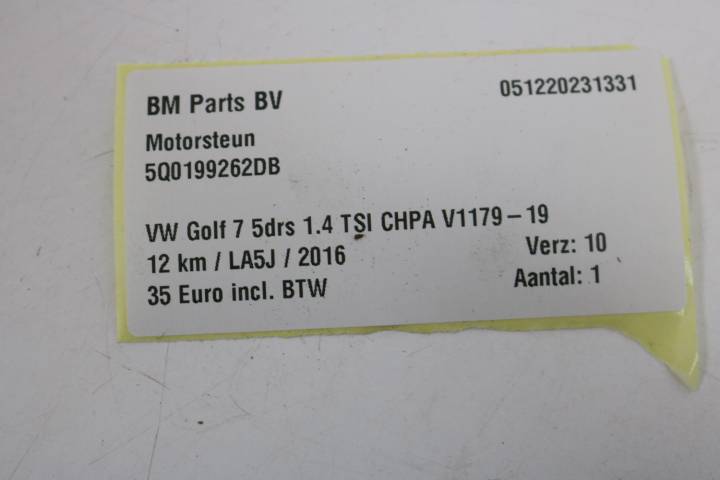 BM Parts BV
051220231331
Motorsteun
5Q0199262DB
VW Golf 7 5drs 1.4 TSI CHPA V1179-19
12 km / LA5J / 2016
Verz: 10
35 Euro incl. BTW
Aantal: 1